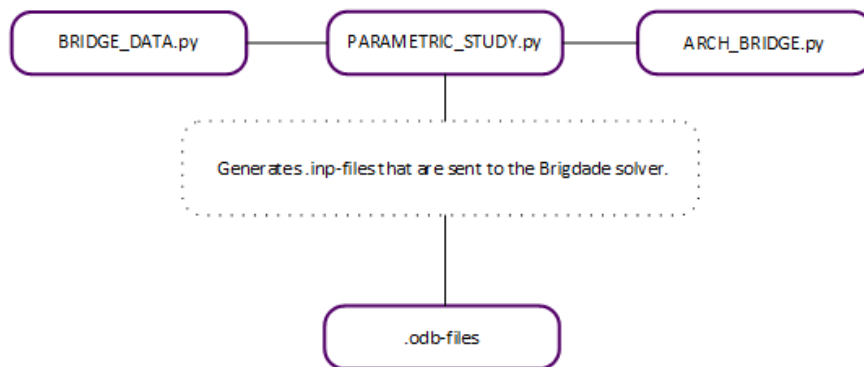 BRIDGE_DATA.py
PARAMETRIC_STUDY.py
ARCH_BRIDGE.py
Generates .inp-files that are sent to the Brigdade solver.
.odb-files